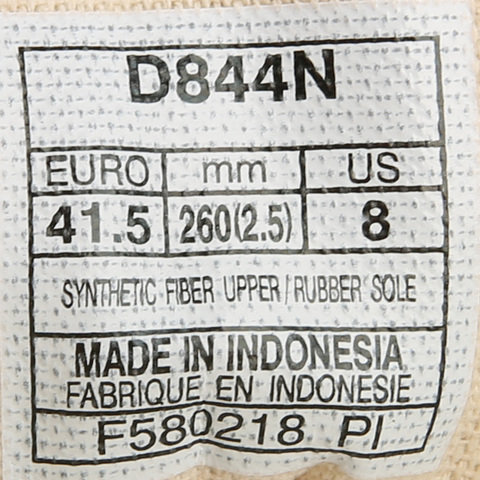 D844N
EURO mm US
41.5 260(2.5) 8
SYNTHETIC FIBER UPPER / RUBBER SOLE
MADE IN INDONESIA
FABRIQUE EN INDONESIE
F580218 PI